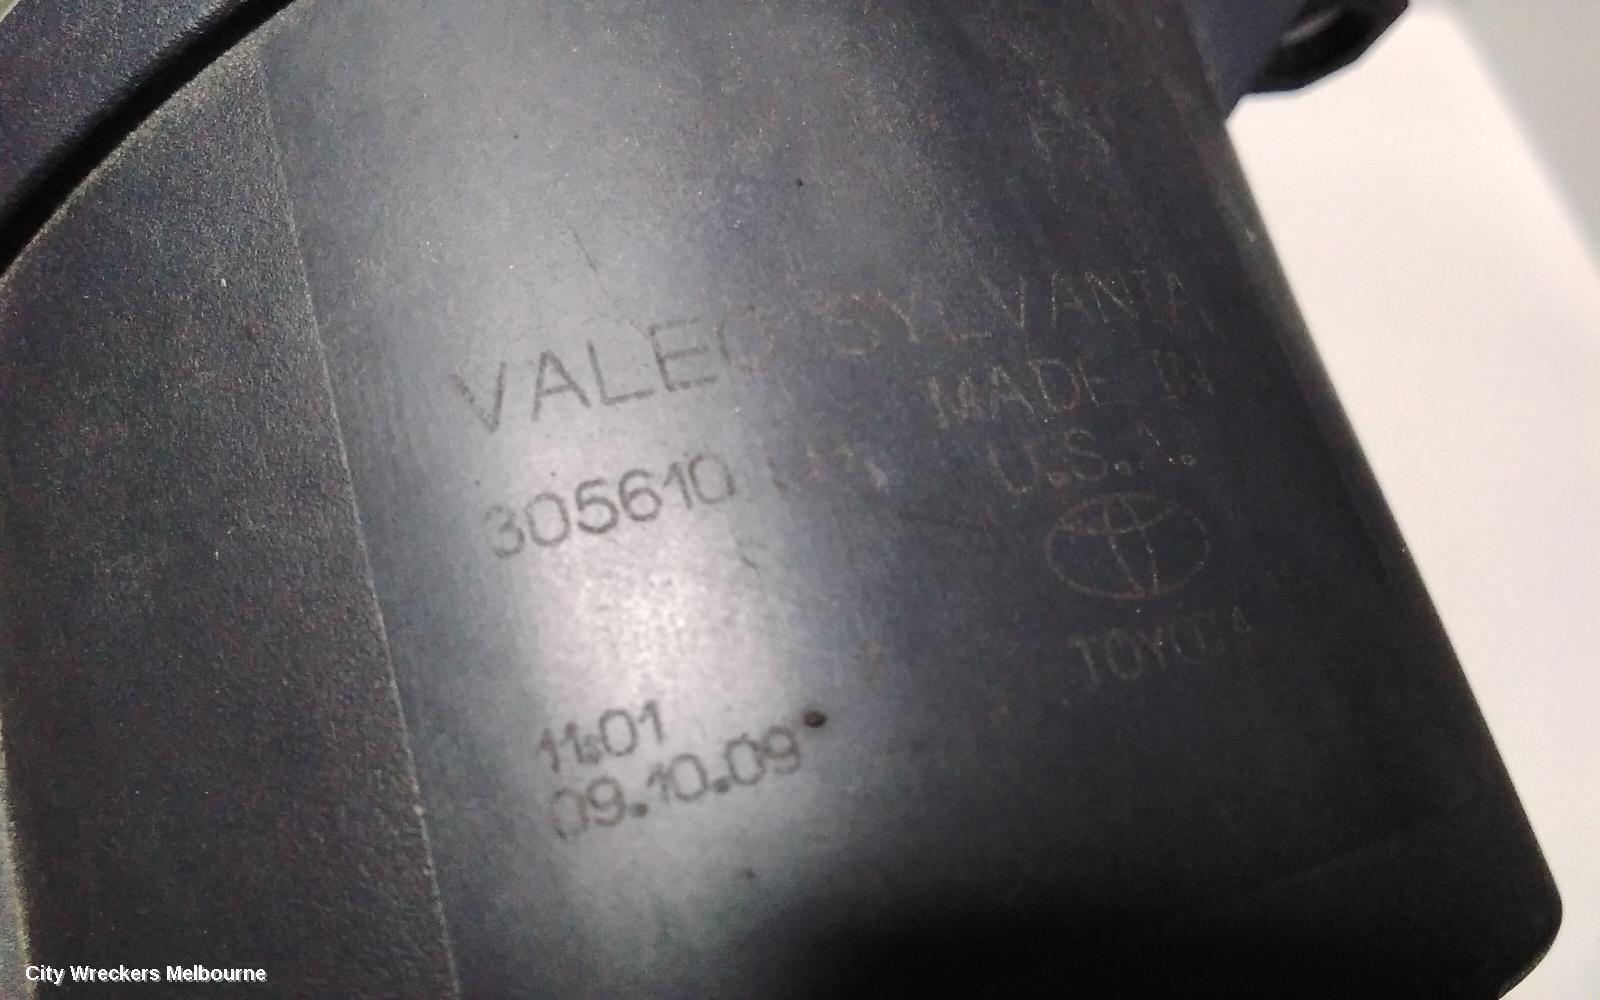 VALEO SYLVANIA
MADE IN
305610
U.S.A.
TOYOTA
11:01
09.10.09
City Wreckers Melbourne